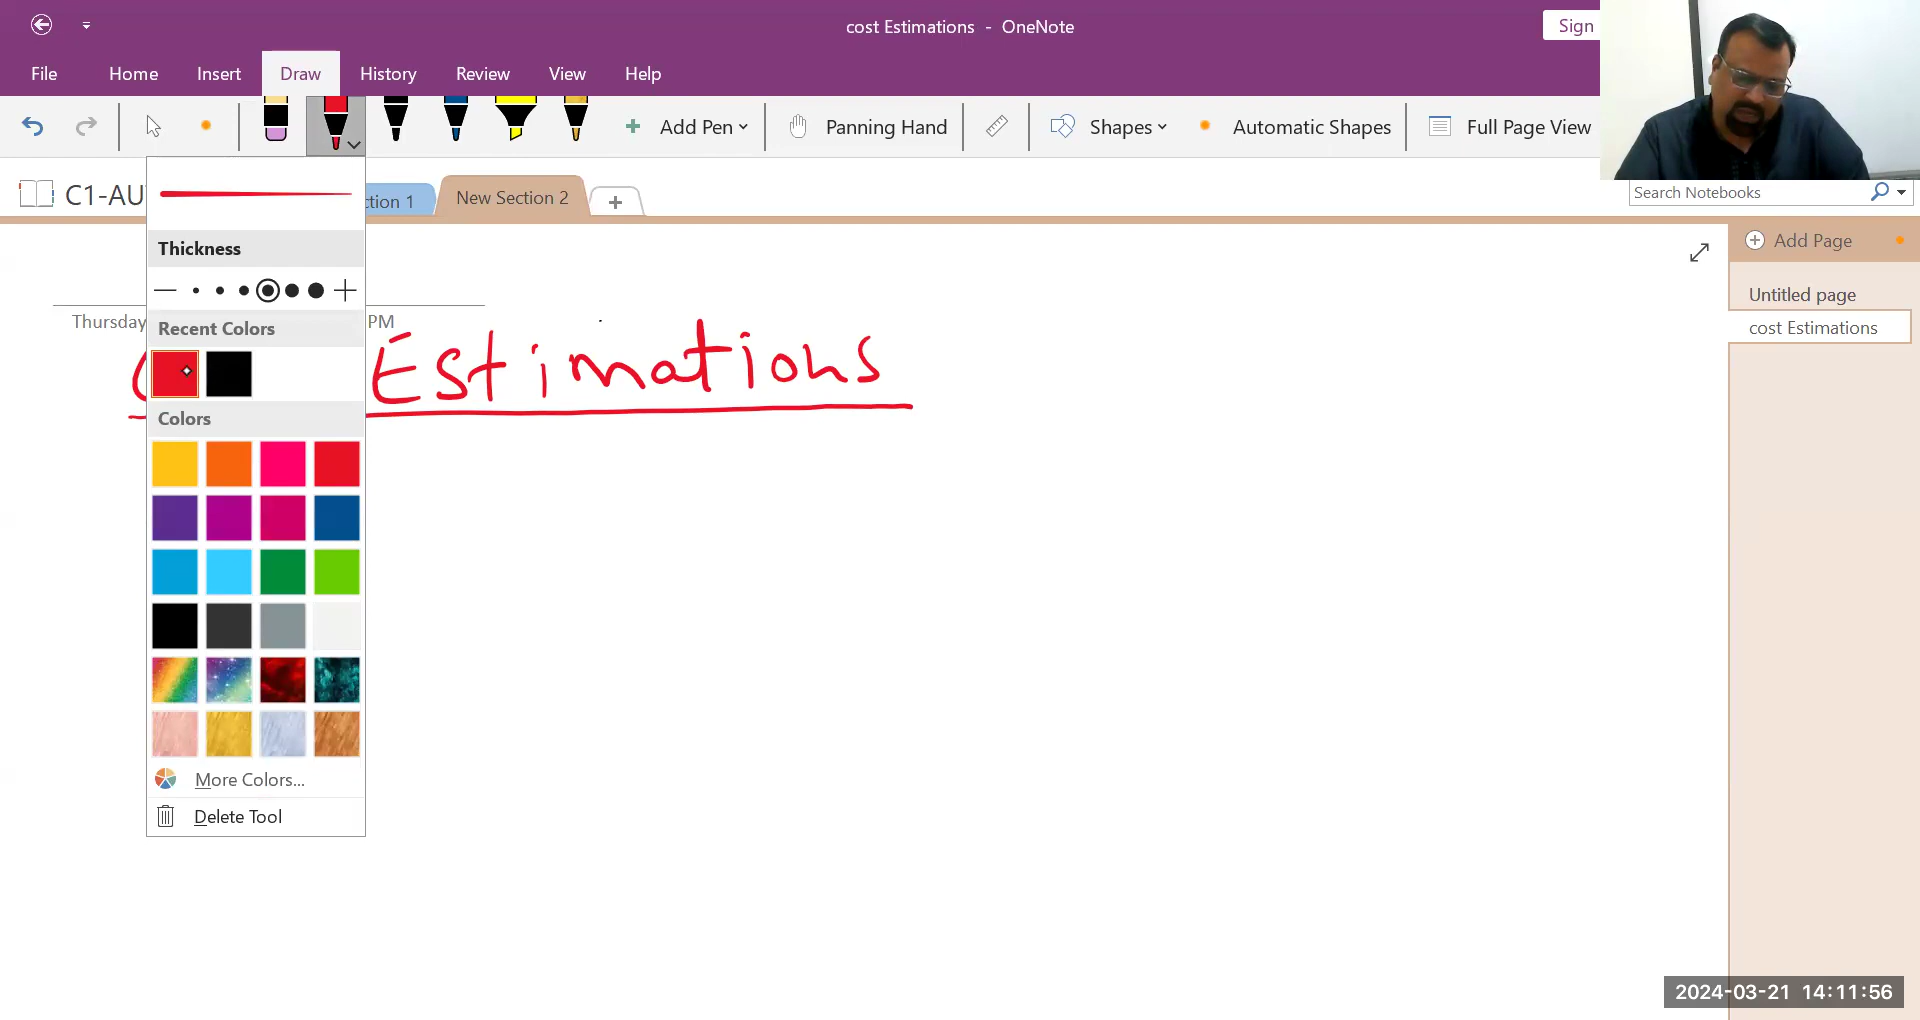 cost Estimations - OneNote
Sign
File Home Insert Draw History Review View Help
Add Pen Panning Hand Shapes Automatic Shapes Full Page View
C1-AU ction 1 New Section 2
Search Notebooks
Add Page
Thickness
Untitled page
Thursday PM
Recent Colors
cost Estimations
Estimations
Colors
More Colors...
Delete Tool
2024-03-21 14:11:56